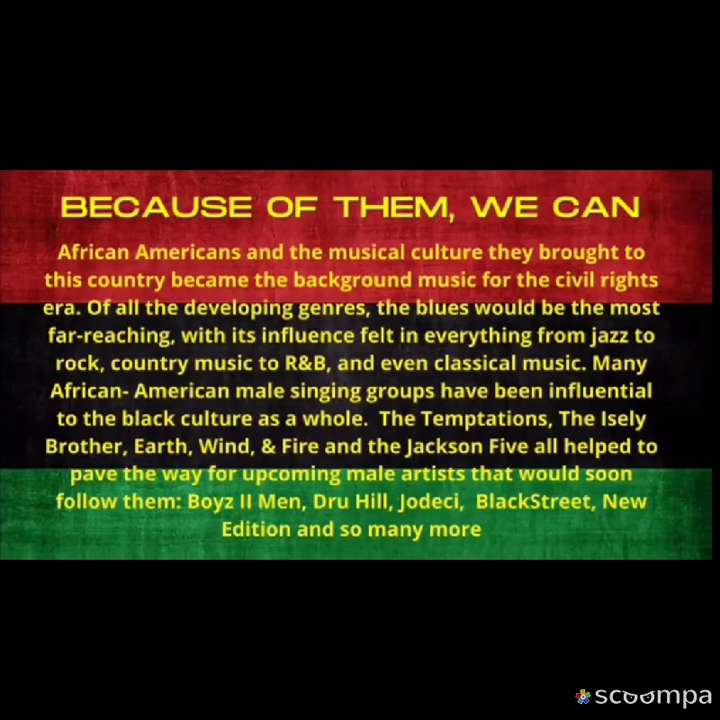 BECAUSE OF THEM, WE CAN
African Americans and the musical culture they brought to
this country became the background music for the civil rights
era. Of all the developing genres, the blues would be the most
far-reaching, with its influence felt in everything from jazz to
rock, country music to R&B, and even classical music. Many
African- American male singing groups have been influential
to the black culture as a whole.  The Temptations, The Isely
Brother, Earth, Wind, & Fire and the Jackson Five all helped to
pave the way for upcoming male artists that would soon
follow them: Boyz II Men, Dru Hill, Jodeci,  BlackStreet, New
Edition and so many more
scoompa